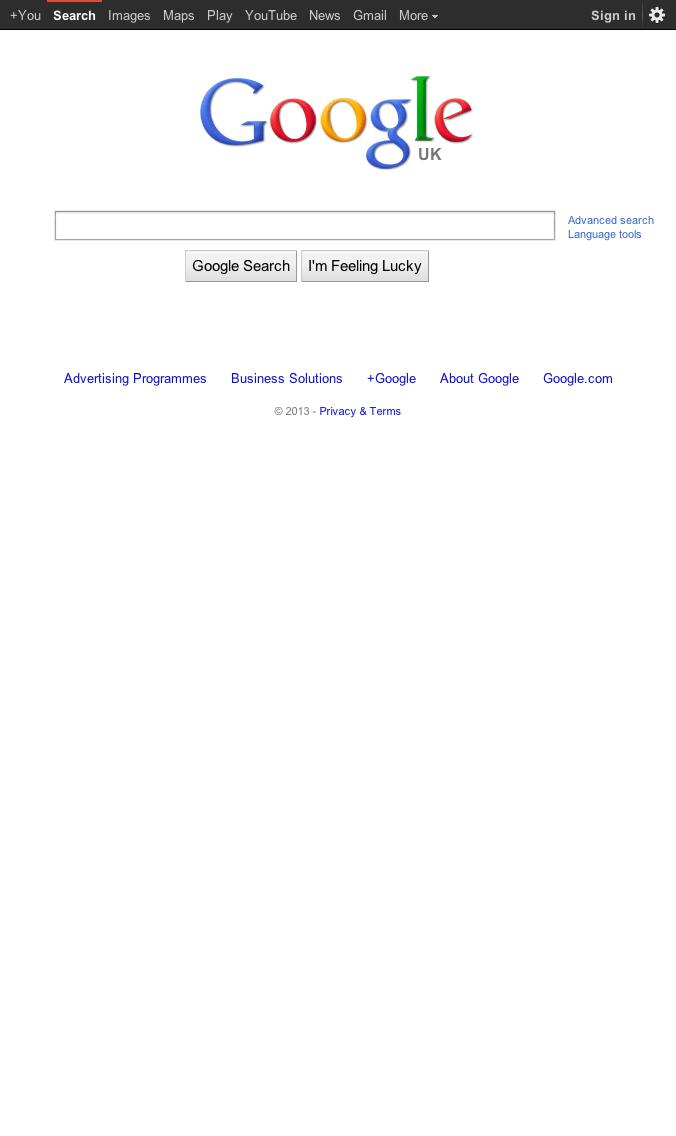 +You Search Images Maps Play YouTube News Gmail More Sign in
Google
UK
Advanced search
Language tools
Google Search I'm Feeling Lucky
Advertising Programmes Business Solutions +Google About Google Google.com
© 2013 - Privacy & Terms